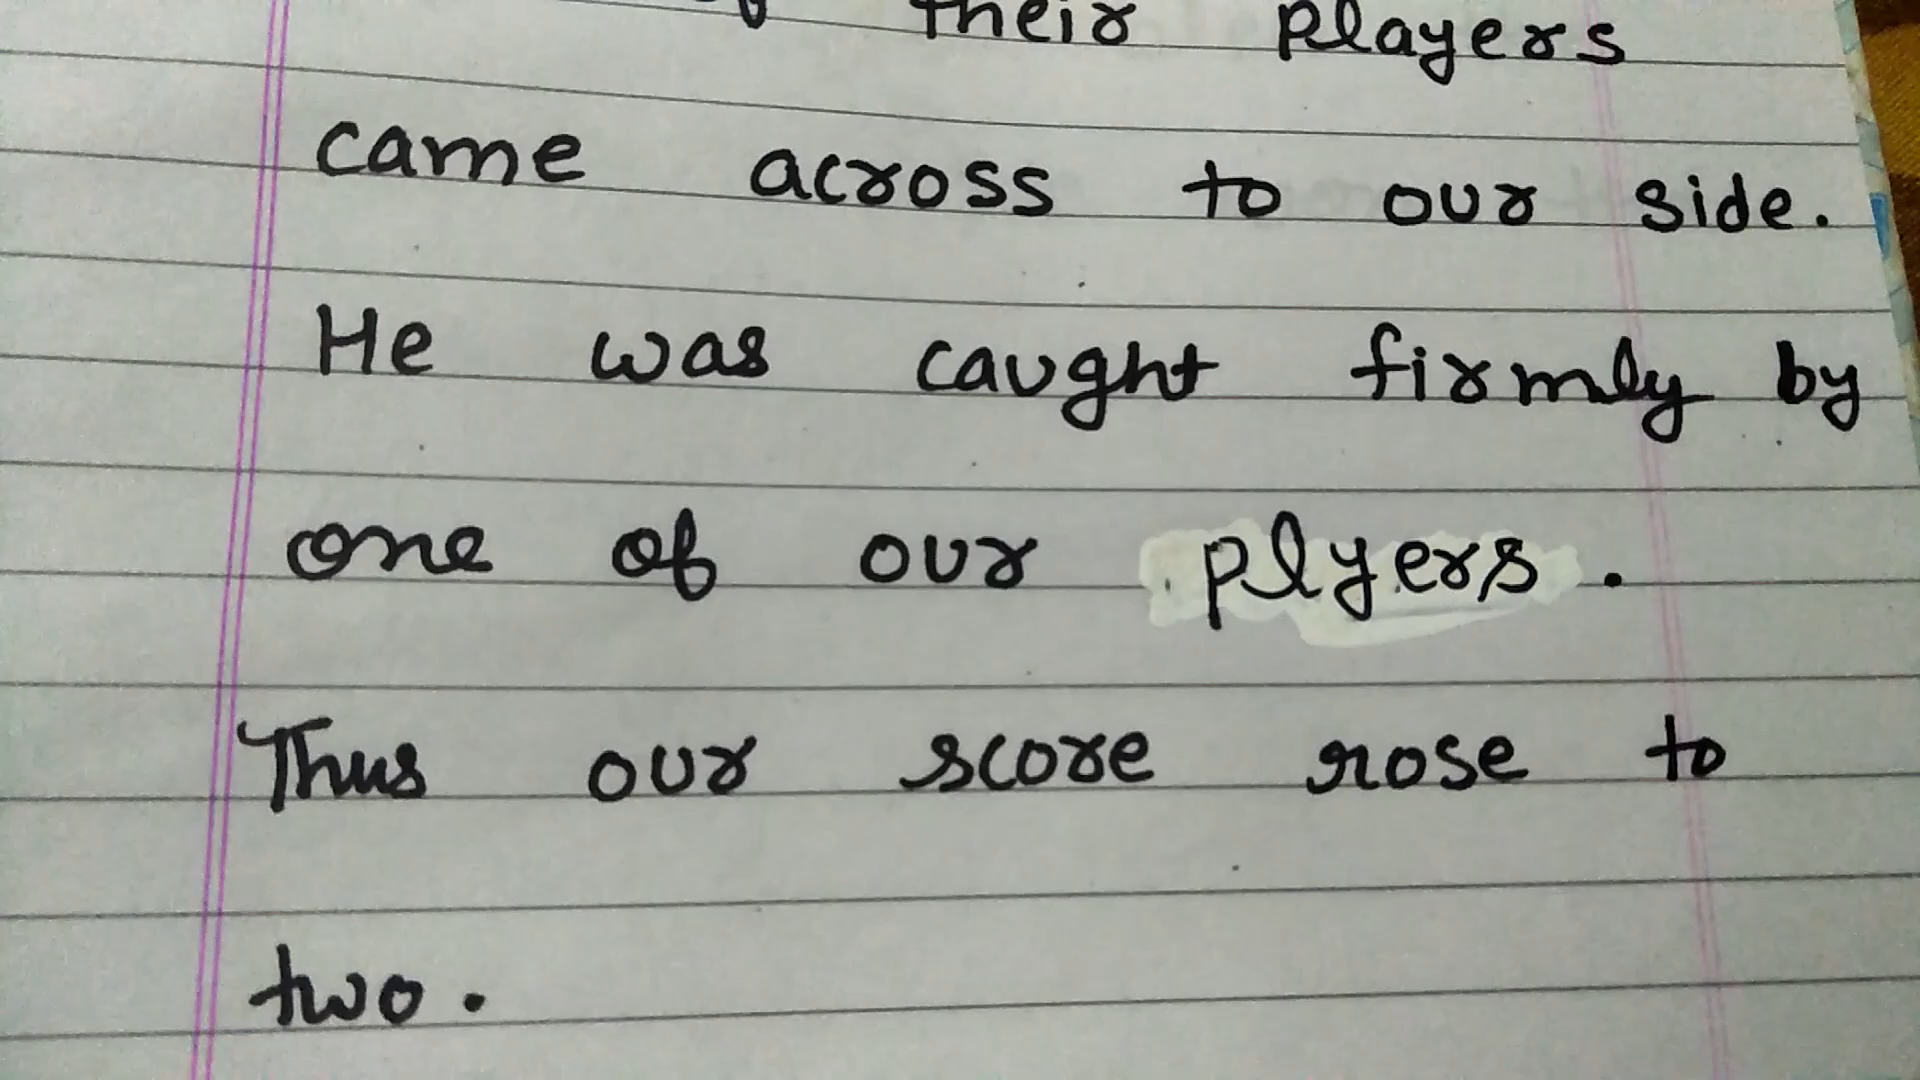 their players
came across to our side.
He was caught firmly by
one of our plyers.
Thus our score rose to
two.